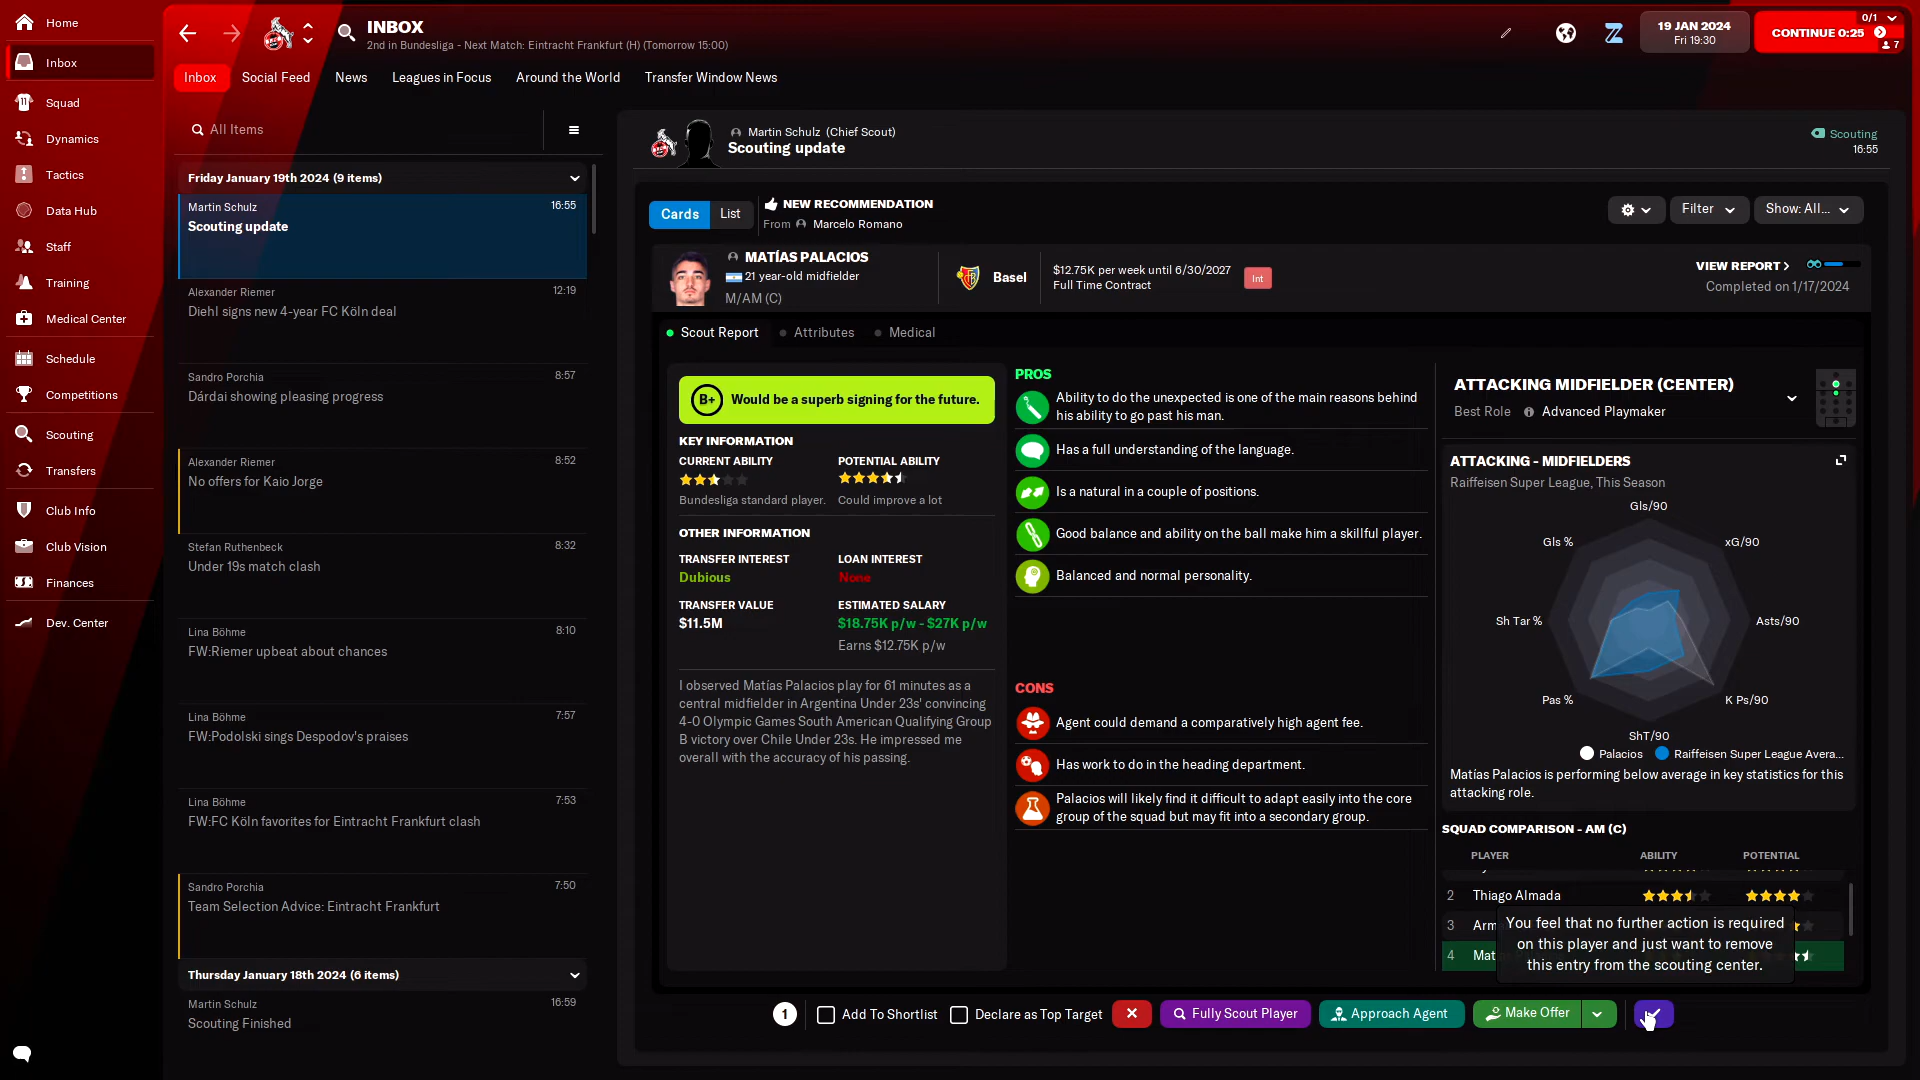 Home
Inbox
Squad
Dynamics
Tactics
Data Hub
Staff
Training
Medical Center
Schedule
Competitions
Scouting
Transfers
Club Info
Club Vision
Finances
Dev. Center
INBOX
2nd in Bundesliga - Next Match: Eintracht Frankfurt (H) (Tomorrow 15:00)
19 JAN 2024
Fri 19:30
0/1
CONTINUE 0:25
7
Inbox
Social Feed
News
Leagues in Focus
Around the World
Transfer Window News
All Items
Friday January 19th 2024 (9 items)
Martin Schulz 16:55
Scouting update
Alexander Riemer 12:19
Diehl signs new 4-year FC Köln deal
Sandro Porchia 8:57
Dárdai showing pleasing progress
Alexander Riemer 8:52
No offers for Kaio Jorge
Stefan Ruthenbeck 8:32
Under 19s match clash
Lina Böhme 8:10
FW:Riemer upbeat about chances
Lina Böhme 7:57
FW:Podolski sings Despodov's praises
Lina Böhme 7:53
FW:FC Köln favorites for Eintracht Frankfurt clash
Sandro Porchia 7:50
Team Selection Advice: Eintracht Frankfurt
Thursday January 18th 2024 (6 items)
Martin Schulz 16:59
Scouting Finished
Martin Schulz (Chief Scout)
Scouting update
Scouting
16:55
Cards
List
NEW RECOMMENDATION
From Marcelo Romano
Filter
Show: All...
MATÍAS PALACIOS
21 year-old midfielder
M/AM (C)
Basel
$12.75K per week until 6/30/2027
Full Time Contract
Int
VIEW REPORT >
Completed on 1/17/2024
Scout Report
Attributes
Medical
B+ Would be a superb signing for the future.
KEY INFORMATION
CURRENT ABILITY
POTENTIAL ABILITY
Bundesliga standard player.
Could improve a lot
OTHER INFORMATION
TRANSFER INTEREST
LOAN INTEREST
Dubious
None
TRANSFER VALUE
ESTIMATED SALARY
$11.5M
$18.75K p/w - $27K p/w
Earns $12.75K p/w
I observed Matías Palacios play for 61 minutes as a
central midfielder in Argentina Under 23s' convincing
4-0 Olympic Games South American Qualifying Group
B victory over Chile Under 23s. He impressed me
overall with the accuracy of his passing.
PROS
Ability to do the unexpected is one of the main reasons behind
his ability to go past his man.
Has a full understanding of the language.
Is a natural in a couple of positions.
Good balance and ability on the ball make him a skillful player.
Balanced and normal personality.
CONS
Agent could demand a comparatively high agent fee.
Has work to do in the heading department.
Palacios will likely find it difficult to adapt easily into the core
group of the squad but may fit into a secondary group.
ATTACKING MIDFIELDER (CENTER)
Best Role Advanced Playmaker
ATTACKING - MIDFIELDERS
Raiffeisen Super League, This Season
Gls/90
Gls %
xG/90
Sh Tar %
Asts/90
Pas %
K Ps/90
ShT/90
Palacios
Raiffeisen Super League Avera...
Matías Palacios is performing below average in key statistics for this
attacking role.
SQUAD COMPARISON - AM (C)
PLAYER ABILITY POTENTIAL
2 Thiago Almada
3 Arm
4 Mat
You feel that no further action is required
on this player and just want to remove
this entry from the scouting center.
1
Add To Shortlist
Declare as Top Target
Fully Scout Player
Approach Agent
Make Offer